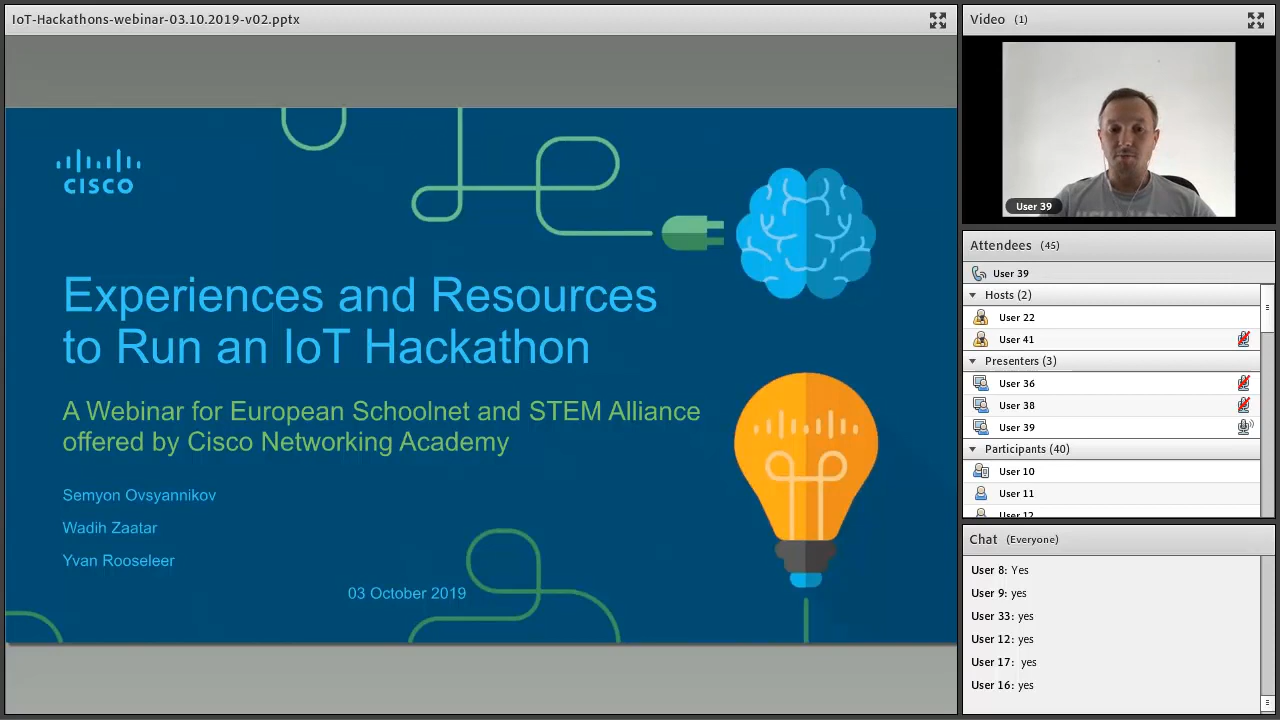 IoT-Hackathons-webinar-03.10.2019-v02.pptx
CISCO
Experiences and Resources
to Run an IoT Hackathon
A Webinar for European Schoolnet and STEM Alliance
offered by Cisco Networking Academy
Semyon Ovsyannikov
Wadih Zaatar
Yvan Rooseleer
03 October 2019
Video (1)
User 39
Attendees (45)
User 39
Hosts (2)
User 22
User 41
Presenters (3)
User 36
User 38
User 39
Participants (40)
User 10
User 11
User 12
Chat (Everyone)
User 8: Yes
User 9: yes
User 33: yes
User 12: yes
User 17: yes
User 16: yes